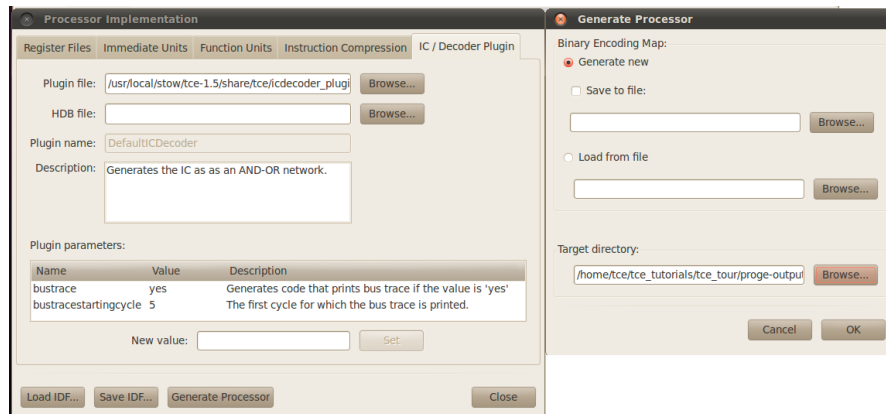 Processor Implementation
Register Files Immediate Units Function Units Instruction Compression IC / Decoder Plugin
Plugin file: /usr/local/stow/tce-1.5/share/tce/icdecoder_plugi Browse...
HDB file: Browse...
Plugin name: DefaultICDecoder
Description: Generates the IC as as an AND-OR network.
Plugin parameters:
Name Value Description
bustrace yes Generates code that prints bus trace if the value is 'yes'
bustracestartingcycle 5 The first cycle for which the bus trace is printed.
New value: Set
Load IDF... Save IDF... Generate Processor Close
Generate Processor
Binary Encoding Map:
Generate new
Save to file:
Browse...
Load from file
Browse...
Target directory:
/home/tce/tce_tutorials/tce_tour/proge-output Browse...
Cancel OK